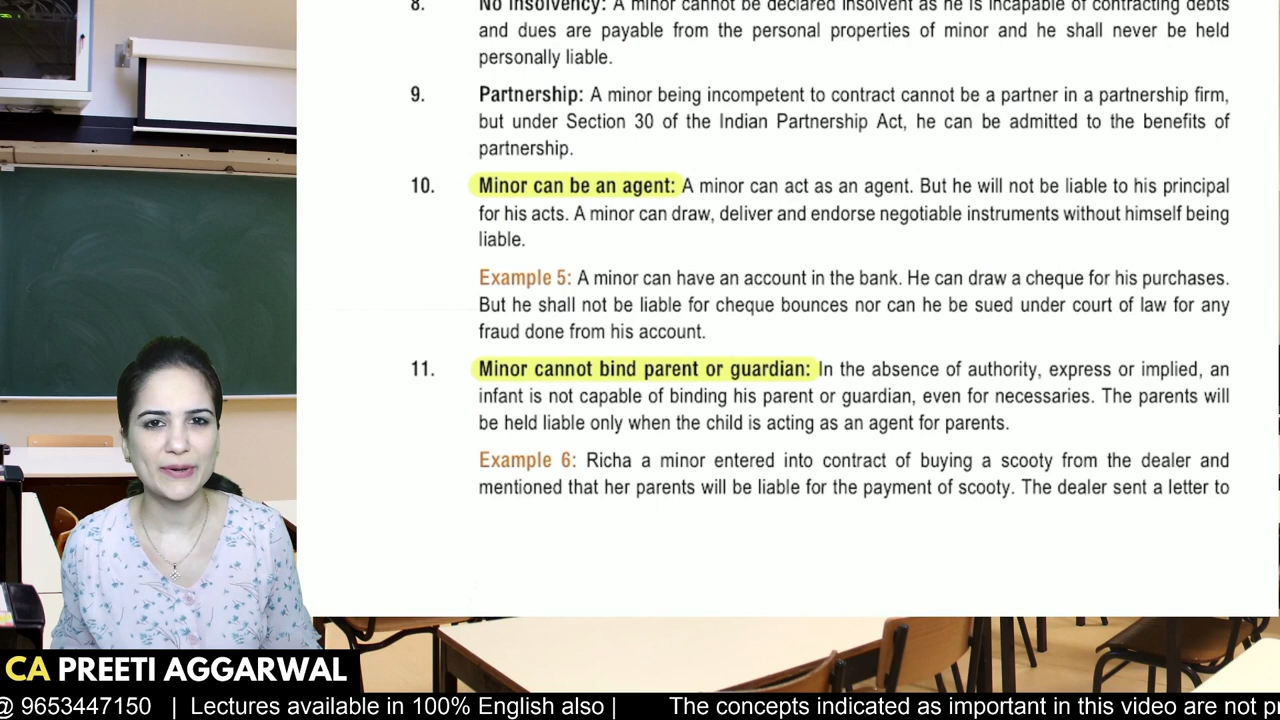 8. No Insolvency: A minor cannot be declared insolvent as he is incapable of contracting debts
and dues are payable from the personal properties of minor and he shall never be held
personally liable.
9. Partnership: A minor being incompetent to contract cannot be a partner in a partnership firm,
but under Section 30 of the Indian Partnership Act, he can be admitted to the benefits of
partnership.
10. Minor can be an agent: A minor can act as an agent. But he will not be liable to his principal
for his acts. A minor can draw, deliver and endorse negotiable instruments without himself being
liable.
Example 5: A minor can have an account in the bank. He can draw a cheque for his purchases.
But he shall not be liable for cheque bounces nor can he be sued under court of law for any
fraud done from his account.
11. Minor cannot bind parent or guardian: In the absence of authority, express or implied, an
infant is not capable of binding his parent or guardian, even for necessaries. The parents will
be held liable only when the child is acting as an agent for parents.
Example 6: Richa a minor entered into contract of buying a scooty from the dealer and
mentioned that her parents will be liable for the payment of scooty. The dealer sent a letter to
CA PREETI AGGARWAL
@ 9653447150 | Lectures available in 100% English also | The concepts indicated as important in this video are not